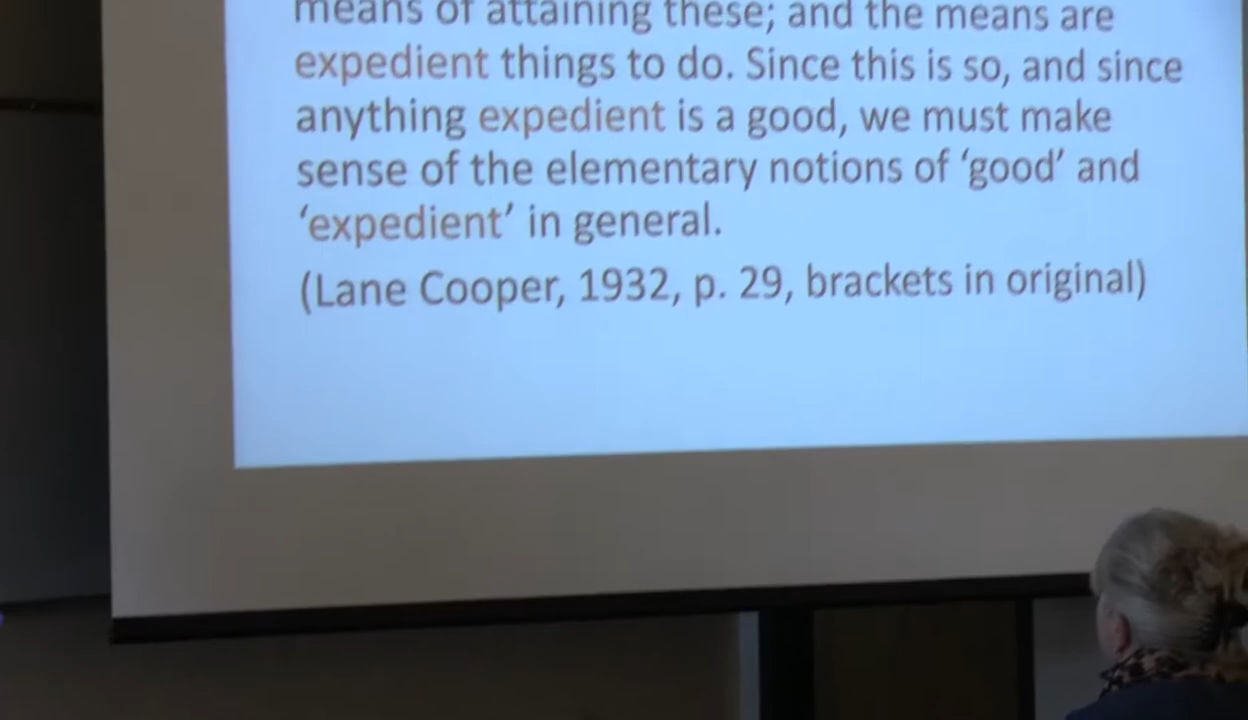 means of attaining these; and the means are
expedient things to do. Since this is so, and since
anything expedient is a good, we must make
sense of the elementary notions of ‘good’ and
‘expedient’ in general.
(Lane Cooper, 1932, p. 29, brackets in original)